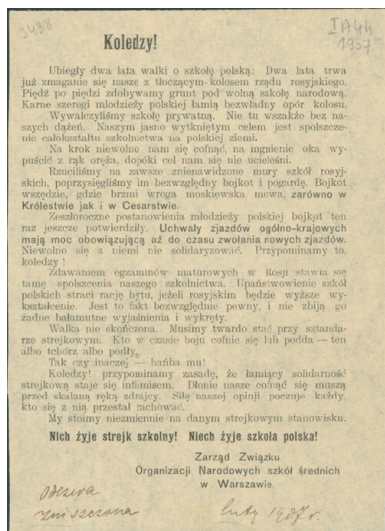 3438
IA44
1957
Koledzy!
Ubiegły dwa lata walki o szkołę polską: Dwa lata trwa
już zmaganie się nasze z tłoczącym kolosem rządu rosyjskiego.
Piędź po piędzi zdobywamy grunt pod wolną szkołę narodową.
Karne szeregi młodzieży polskiej łamią bezwładny opór kolosu.
Wywalczyliśmy szkołę prywatną. Nie tu wszakże bez na-
szych dążeń. Naszym jasno wytkniętym celem jest spolszcze-
nie całokształtu szkolnictwa na polskiej ziemi.
Na krok niewolno nam się cofnąć, na mgnienie oka wy-
puścić z rąk oręża, dopóki cel nam się nie ucieleśni.
Rzuciliśmy na zawsze znienawidzone mury szkół rosyj-
skich, poprzysięgliśmy im bezwzględny bojkot i pogardę. Bojkot
wszędzie, gdzie brzmi wroga moskiewska mowa, zarówno w
Królestwie jak i w Cesarstwie.
Zeszłoroczne postanowienia młodzieży polskiej bojkot ten
raz jeszcze potwierdziły. Uchwały zjazdów ogólno-krajowych
mają moc obowiązującą aż do czasu zwołania nowych zjazdów.
Niewolno się z niemi nie solidaryzować. Przypominamy to,
koledzy!
Zdawaniem egzaminów maturowych w Rosji stawia się
tamę spolszczenia naszego szkolnictwa. Upaństwowienie szkół
polskich straci rację bytu, jeżeli rosyjskim będzie wyższe wy-
kształcenie. Jest to fakt bezwzględnie pewny, i nie zbiją go
żadne bałamutne wyjaśnienia i wykręty.
Walka nie skończona. Musimy twardo stać przy sztanda-
rze strejkowym. Kto w czasie boju cofnie się lub podda — ten
albo tchórz albo podły.
Tak czy inaczej — hańba mu!
Koledzy! przypominamy zasadę, że łamiący solidarność
strejkową staje się infamisem. Dłonie nasze cofnąć się muszą
przed skalaną ręką zdrajcy. Siłę naszej opinji poczuje każdy,
kto się z nią przestał rachować.
My stoimy niezmiennie na danym strejkowym stanowisku.
Nich żyje strejk szkolny! Niech żyje szkoła polska!
Zarząd Związku
Organizacji Narodowych szkół średnich
w Warszawie.
Odezwa
zniszczona
luty 1907 r.